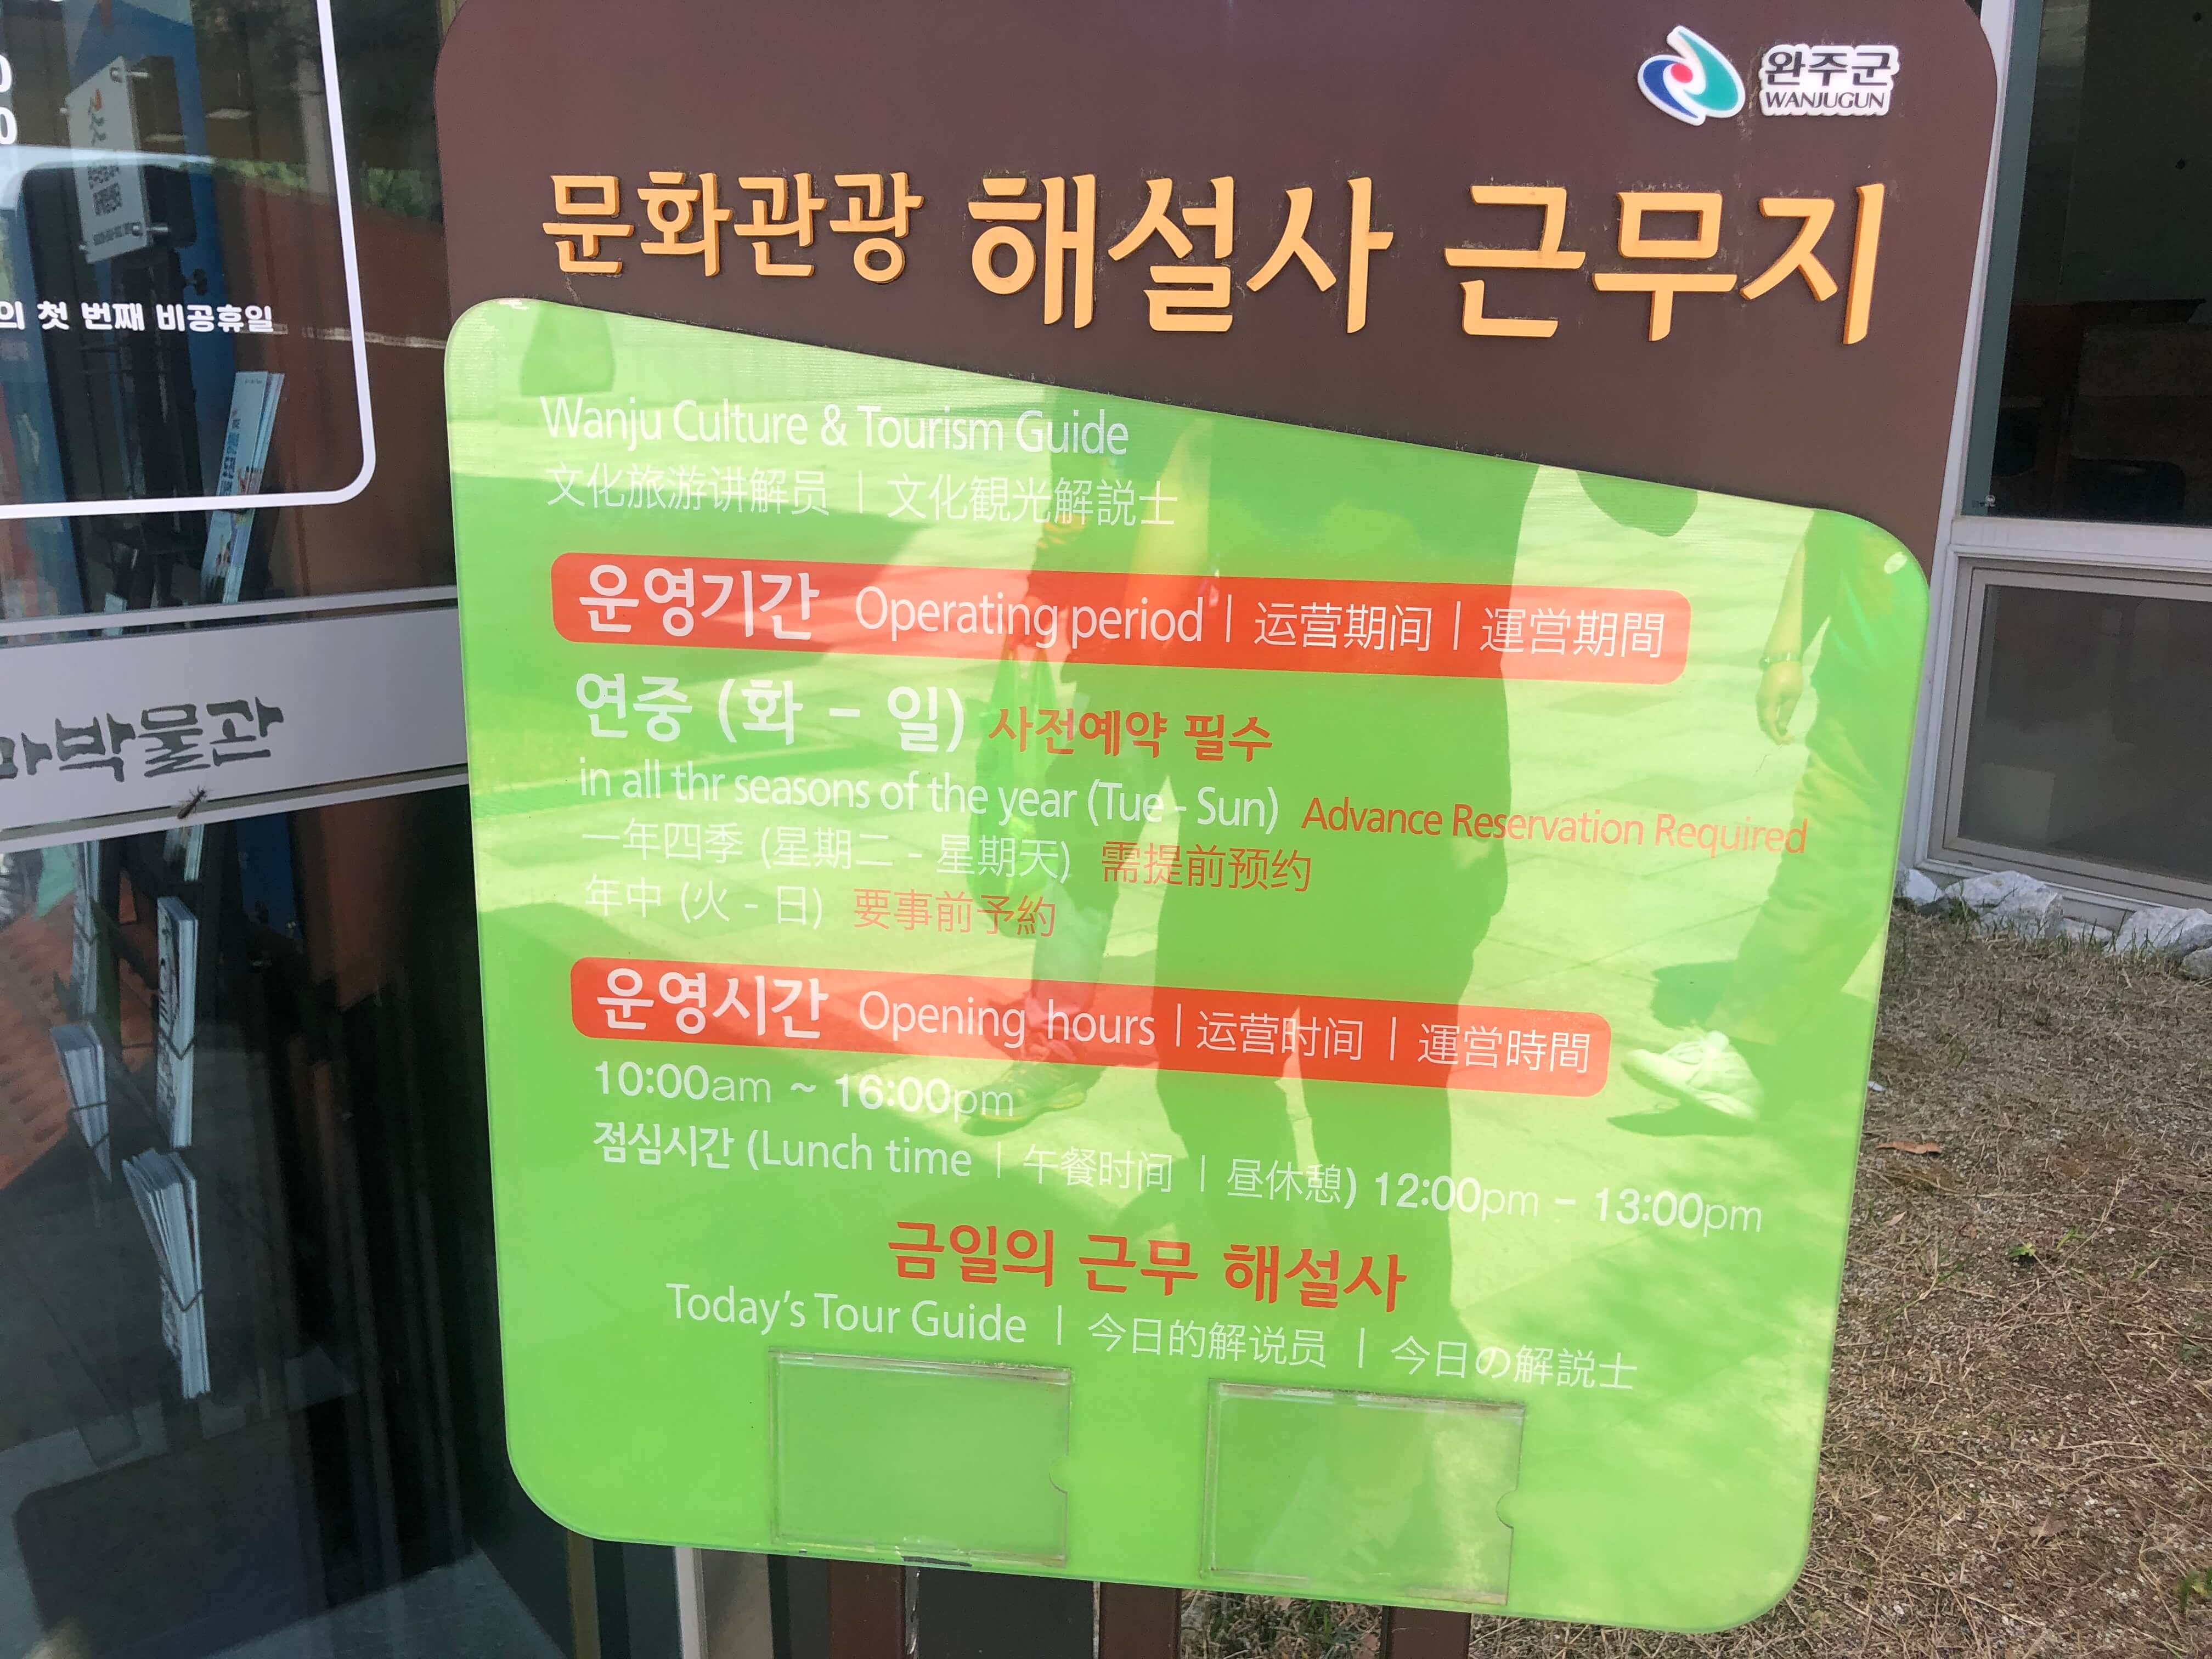 완주군
WANJUGUN
문화관광 해설사 근무지
Wanju Culture & Tourism Guide
文化旅游讲解员 | 文化観光解説士
운영기간 Operating period | 运营期间 | 運営期間
연중 (화 - 일) 사전예약 필수
in all thr seasons of the year (Tue - Sun) Advance Reservation Required
一年四季 (星期二 - 星期天) 需提前预约
年中 (火 - 日) 要事前予約
운영시간 Opening hours | 运营时间 | 運営時間
10:00am ~ 16:00pm
점심시간 (Lunch time | 午餐时间 | 昼休憩) 12:00pm - 13:00pm
금일의 근무 해설사
Today's Tour Guide | 今日的解说员 | 今日の解説士
의 첫 번째 비공휴일
박물관